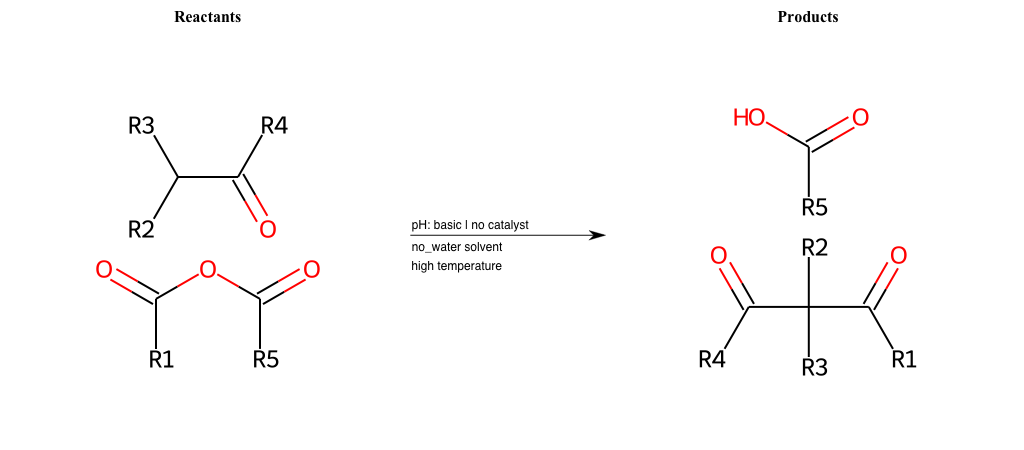 Reactants
Products
R3
R4
R2
O
O
O
O
R1
R5
pH: basic | no catalyst
no_water solvent
high temperature
HO
O
R5
O
R2
O
R4
R3
R1